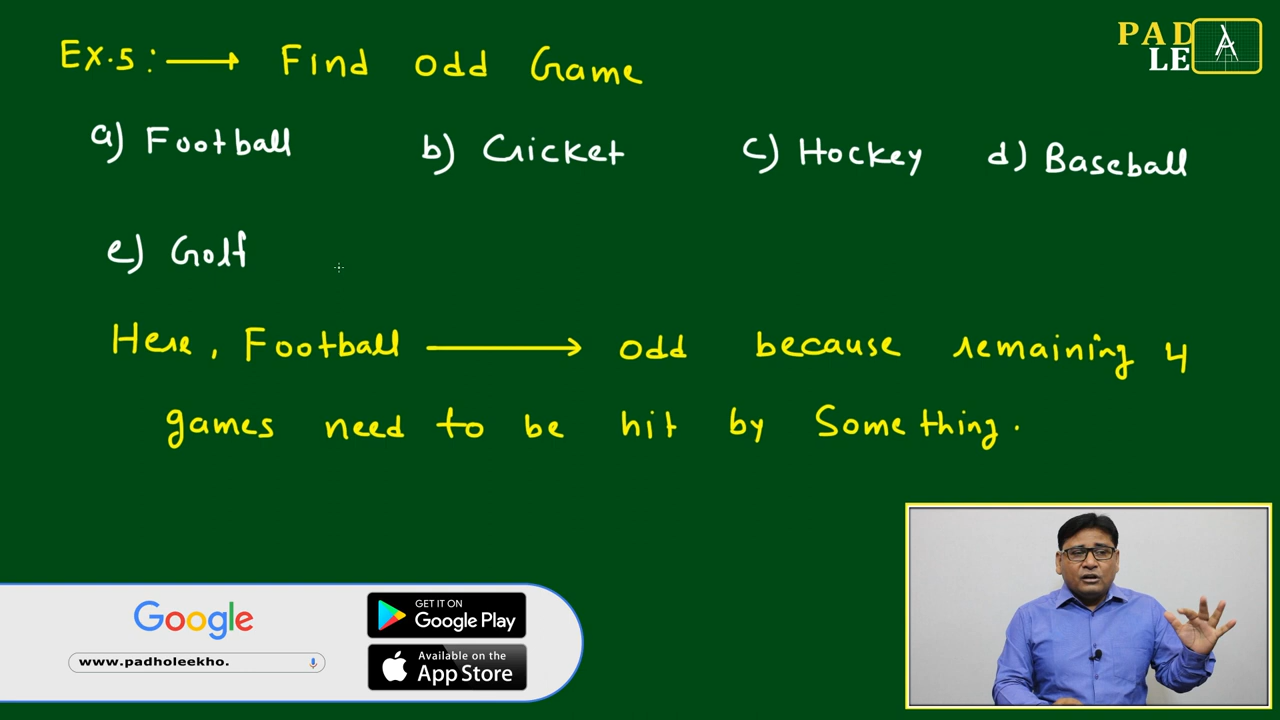 Ex.5:⟶ Find odd Game
PAD
LE
a) Football b) Cricket c) Hockey d) Baseball
e) Golf
Here, Football ⟶ odd because remaining 4
games need to be hit by Something.
Google
www.padholeekho.
GET IT ON
Google Play
Available on the
App Store